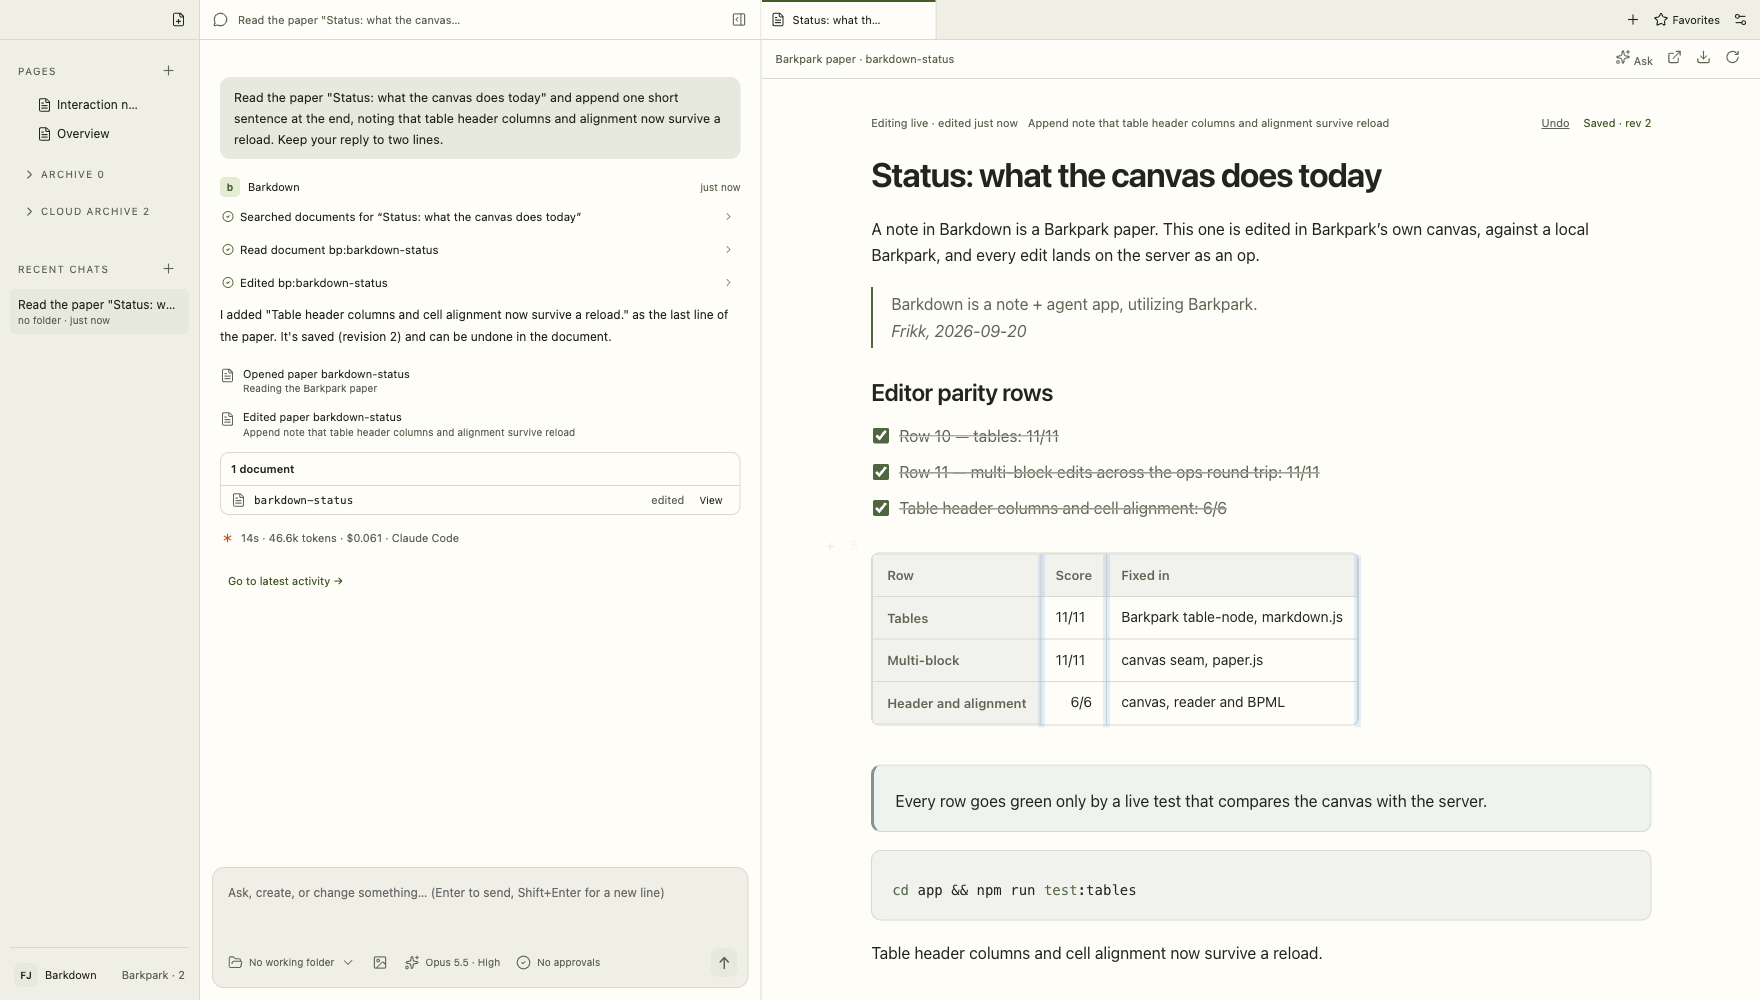 Read the paper "Status: what the canvas...
Status: what th...
Favorites
PAGES
Interaction n...
Overview
ARCHIVE 0
CLOUD ARCHIVE 2
RECENT CHATS
Read the paper "Status: w...
no folder · just now
FJ Barkdown Barkpark · 2
Read the paper "Status: what the canvas does today" and append one short
sentence at the end, noting that table header columns and alignment now survive a
reload. Keep your reply to two lines.
b Barkdown just now
Searched documents for “Status: what the canvas does today”
Read document bp:barkdown-status
Edited bp:barkdown-status
I added "Table header columns and cell alignment now survive a reload." as the last line of
the paper. It's saved (revision 2) and can be undone in the document.
Opened paper barkdown-status
Reading the Barkpark paper
Edited paper barkdown-status
Append note that table header columns and alignment survive reload
1 document
barkdown-status edited View
14s · 46.6k tokens · $0.061 · Claude Code
Go to latest activity →
Ask, create, or change something... (Enter to send, Shift+Enter for a new line)
No working folder Opus 5.5 · High No approvals
Barkpark paper · barkdown-status Ask
Editing live · edited just now Append note that table header columns and alignment survive reload Undo Saved · rev 2
Status: what the canvas does today
A note in Barkdown is a Barkpark paper. This one is edited in Barkpark’s own canvas, against a local
Barkpark, and every edit lands on the server as an op.
Barkdown is a note + agent app, utilizing Barkpark.
Frikk, 2026-09-20
Editor parity rows
Row 10 — tables: 11/11
Row 11 — multi-block edits across the ops round trip: 11/11
Table header columns and cell alignment: 6/6
Row Score Fixed in
Tables 11/11 Barkpark table-node, markdown.js
Multi-block 11/11 canvas seam, paper.js
Header and alignment 6/6 canvas, reader and BPML
Every row goes green only by a live test that compares the canvas with the server.
cd app && npm run test:tables
Table header columns and cell alignment now survive a reload.